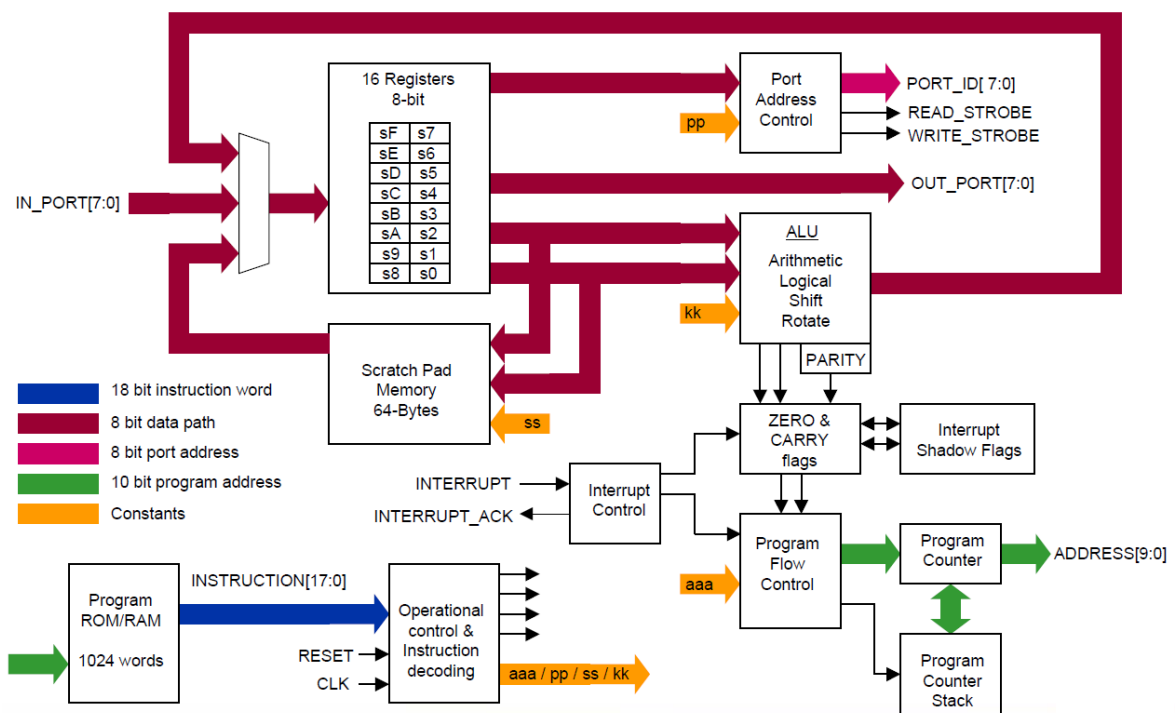 16 Registers
8-bit
sF s7
sE s6
sD s5
sC s4
sB s3
sA s2
s9 s1
s8 s0
IN_PORT[7:0]
Port
Address
Control
pp
PORT_ID[ 7:0]
READ_STROBE
WRITE_STROBE
OUT_PORT[7:0]
ALU
Arithmetic
Logical
Shift
Rotate
kk
PARITY
Scratch Pad
Memory
64-Bytes
ss
18 bit instruction word
8 bit data path
8 bit port address
10 bit program address
Constants
ZERO &
CARRY
flags
Interrupt
Shadow Flags
INTERRUPT
INTERRUPT_ACK
Interrupt
Control
Program
Flow
Control
aaa
Program
Counter
ADDRESS[9:0]
Program
Counter
Stack
Program
ROM/RAM
1024 words
INSTRUCTION[17:0]
RESET
CLK
Operational
control &
Instruction
decoding
aaa / pp / ss / kk